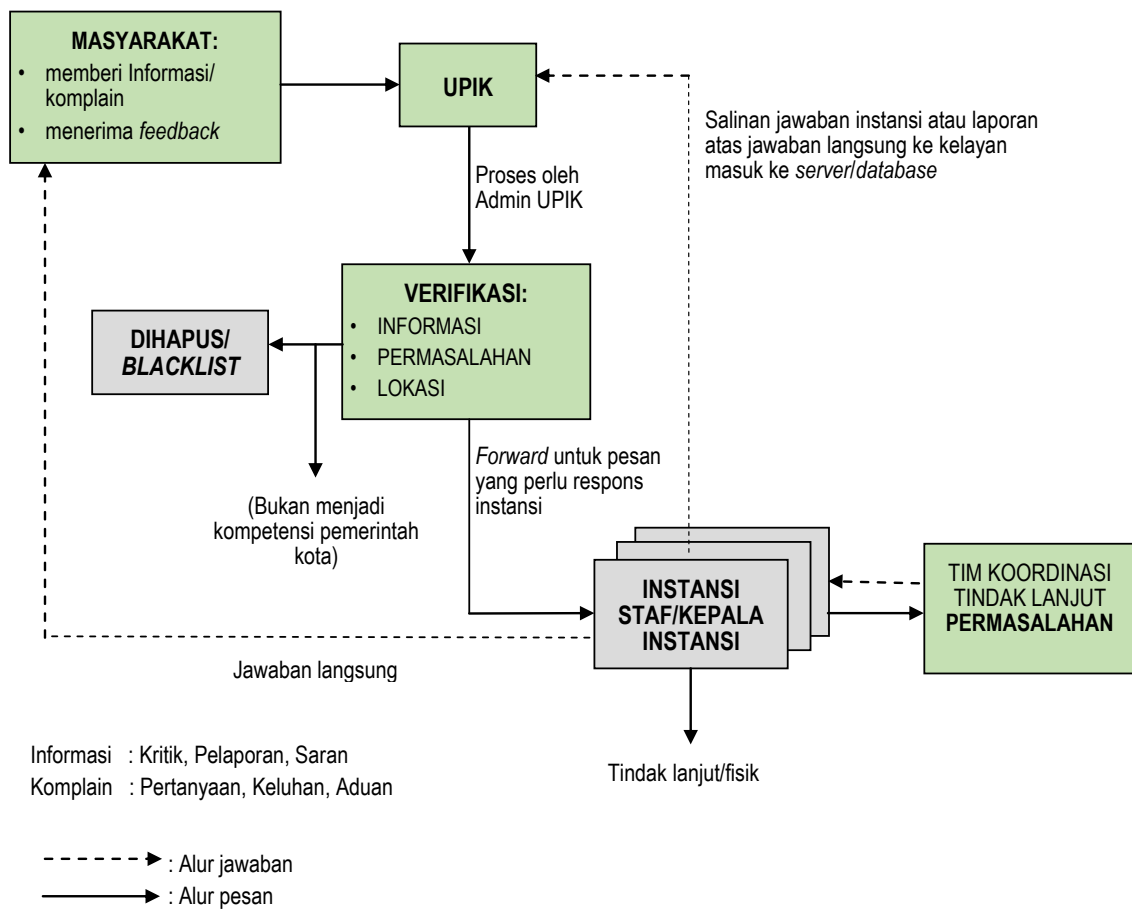 MASYARAKAT:
• memberi Informasi/
komplain
• menerima feedback
UPIK
Salinan jawaban instansi atau laporan
atas jawaban langsung ke kelayan
masuk ke server/database
Proses oleh
Admin UPIK
VERIFIKASI:
• INFORMASI
• PERMASALAHAN
• LOKASI
DIHAPUS/
BLACKLIST
(Bukan menjadi
kompetensi pemerintah
kota)
Forward untuk pesan
yang perlu respons
instansi
INSTANSI
STAF/KEPALA
INSTANSI
TIM KOORDINASI
TINDAK LANJUT
PERMASALAHAN
Jawaban langsung
Tindak lanjut/fisik
Informasi : Kritik, Pelaporan, Saran
Komplain : Pertanyaan, Keluhan, Aduan
: Alur jawaban
: Alur pesan